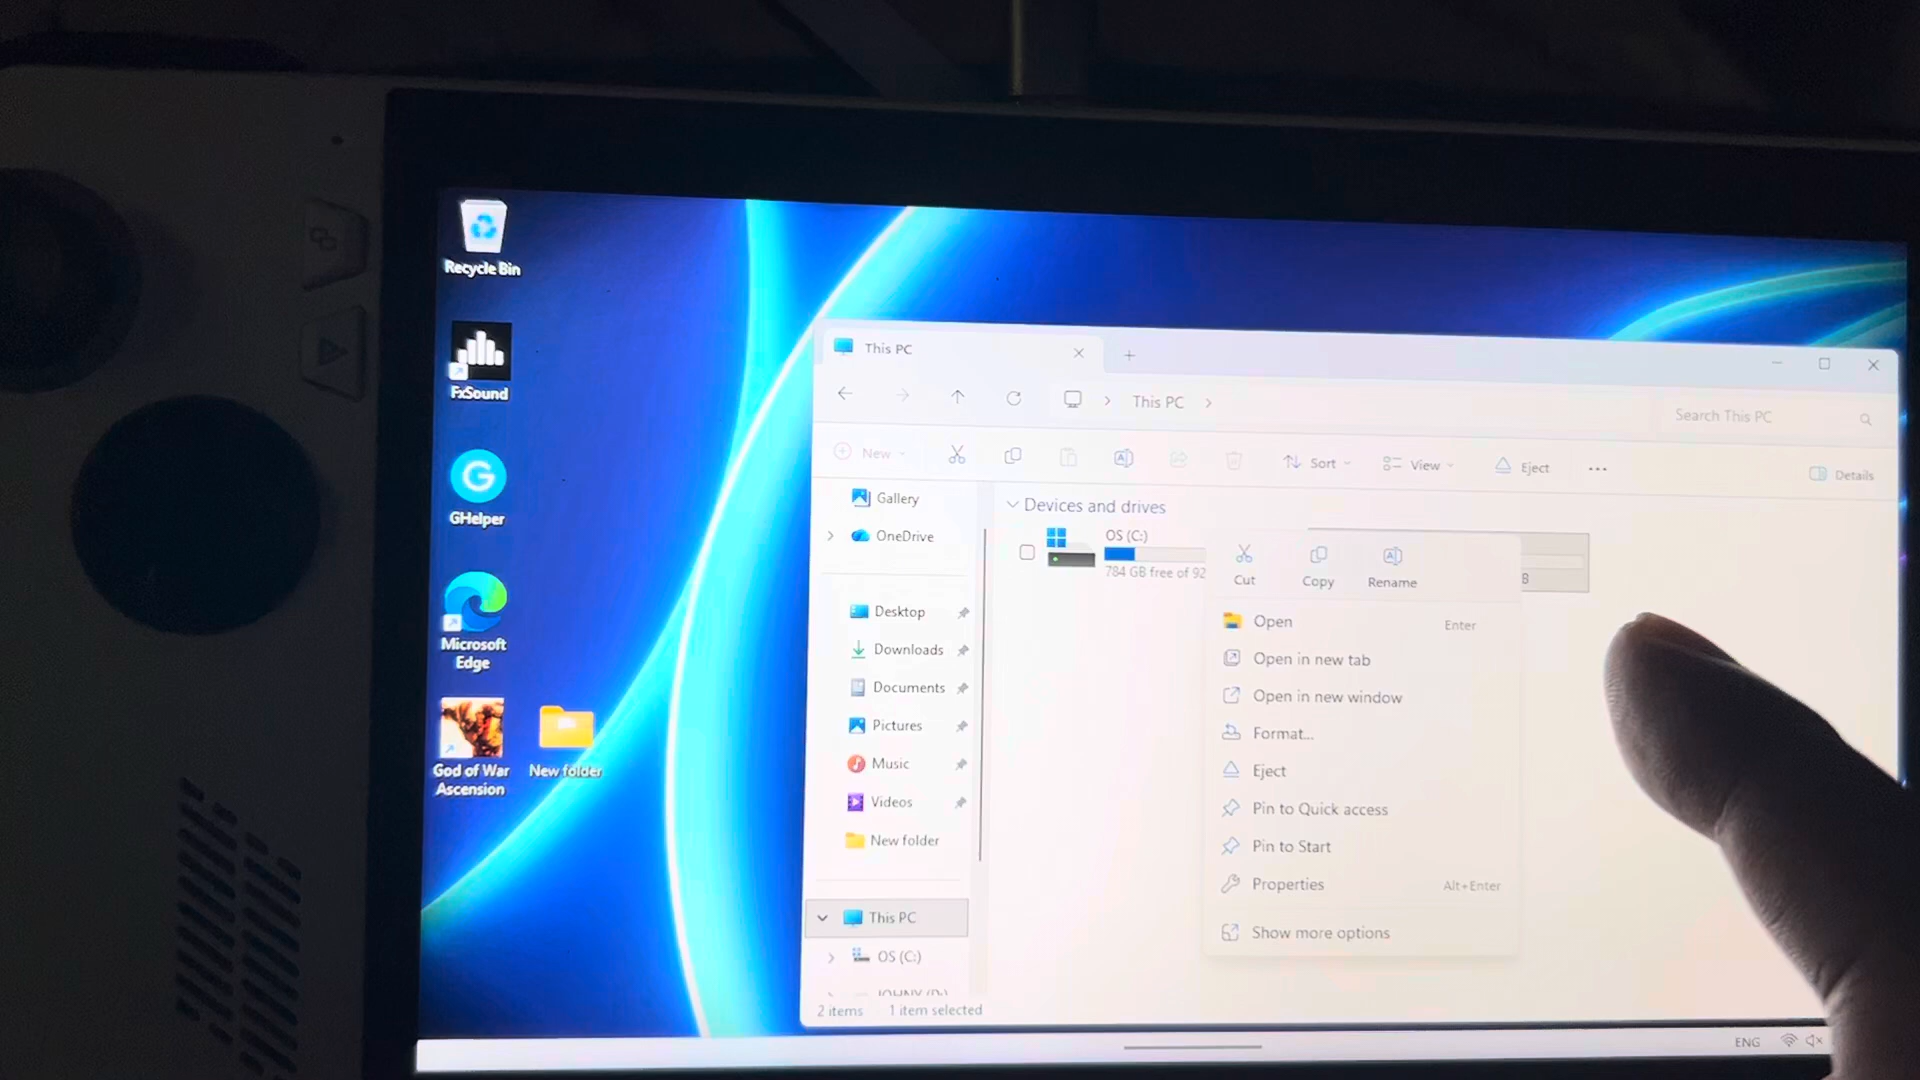 Recycle Bin
FxSound
GHelper
Microsoft
Edge
God of War
Ascension
New folder
This PC
This PC
Search This PC
New
Sort
View
Eject
Details
Gallery
OneDrive
Desktop
Downloads
Documents
Pictures
Music
Videos
New folder
This PC
OS (C:)
2 items
1 item selected
Devices and drives
OS (C:)
784 GB free of 92
B
Cut
Copy
Rename
Open Enter
Open in new tab
Open in new window
Format...
Eject
Pin to Quick access
Pin to Start
Properties Alt+Enter
Show more options
ENG